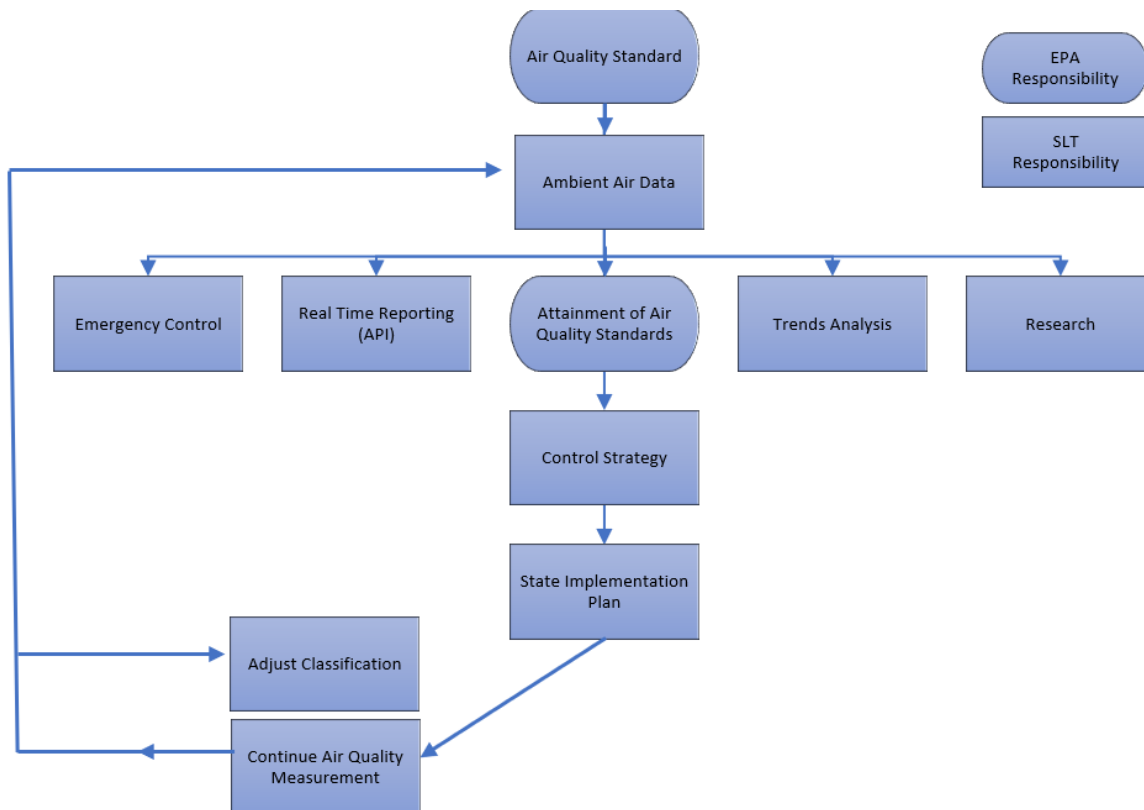 Air Quality Standard
EPA
Responsibility
SLT
Responsibility
Ambient Air Data
Emergency Control
Real Time Reporting
(API)
Attainment of Air
Quality Standards
Trends Analysis
Research
Control Strategy
State Implementation
Plan
Adjust Classification
Continue Air Quality
Measurement